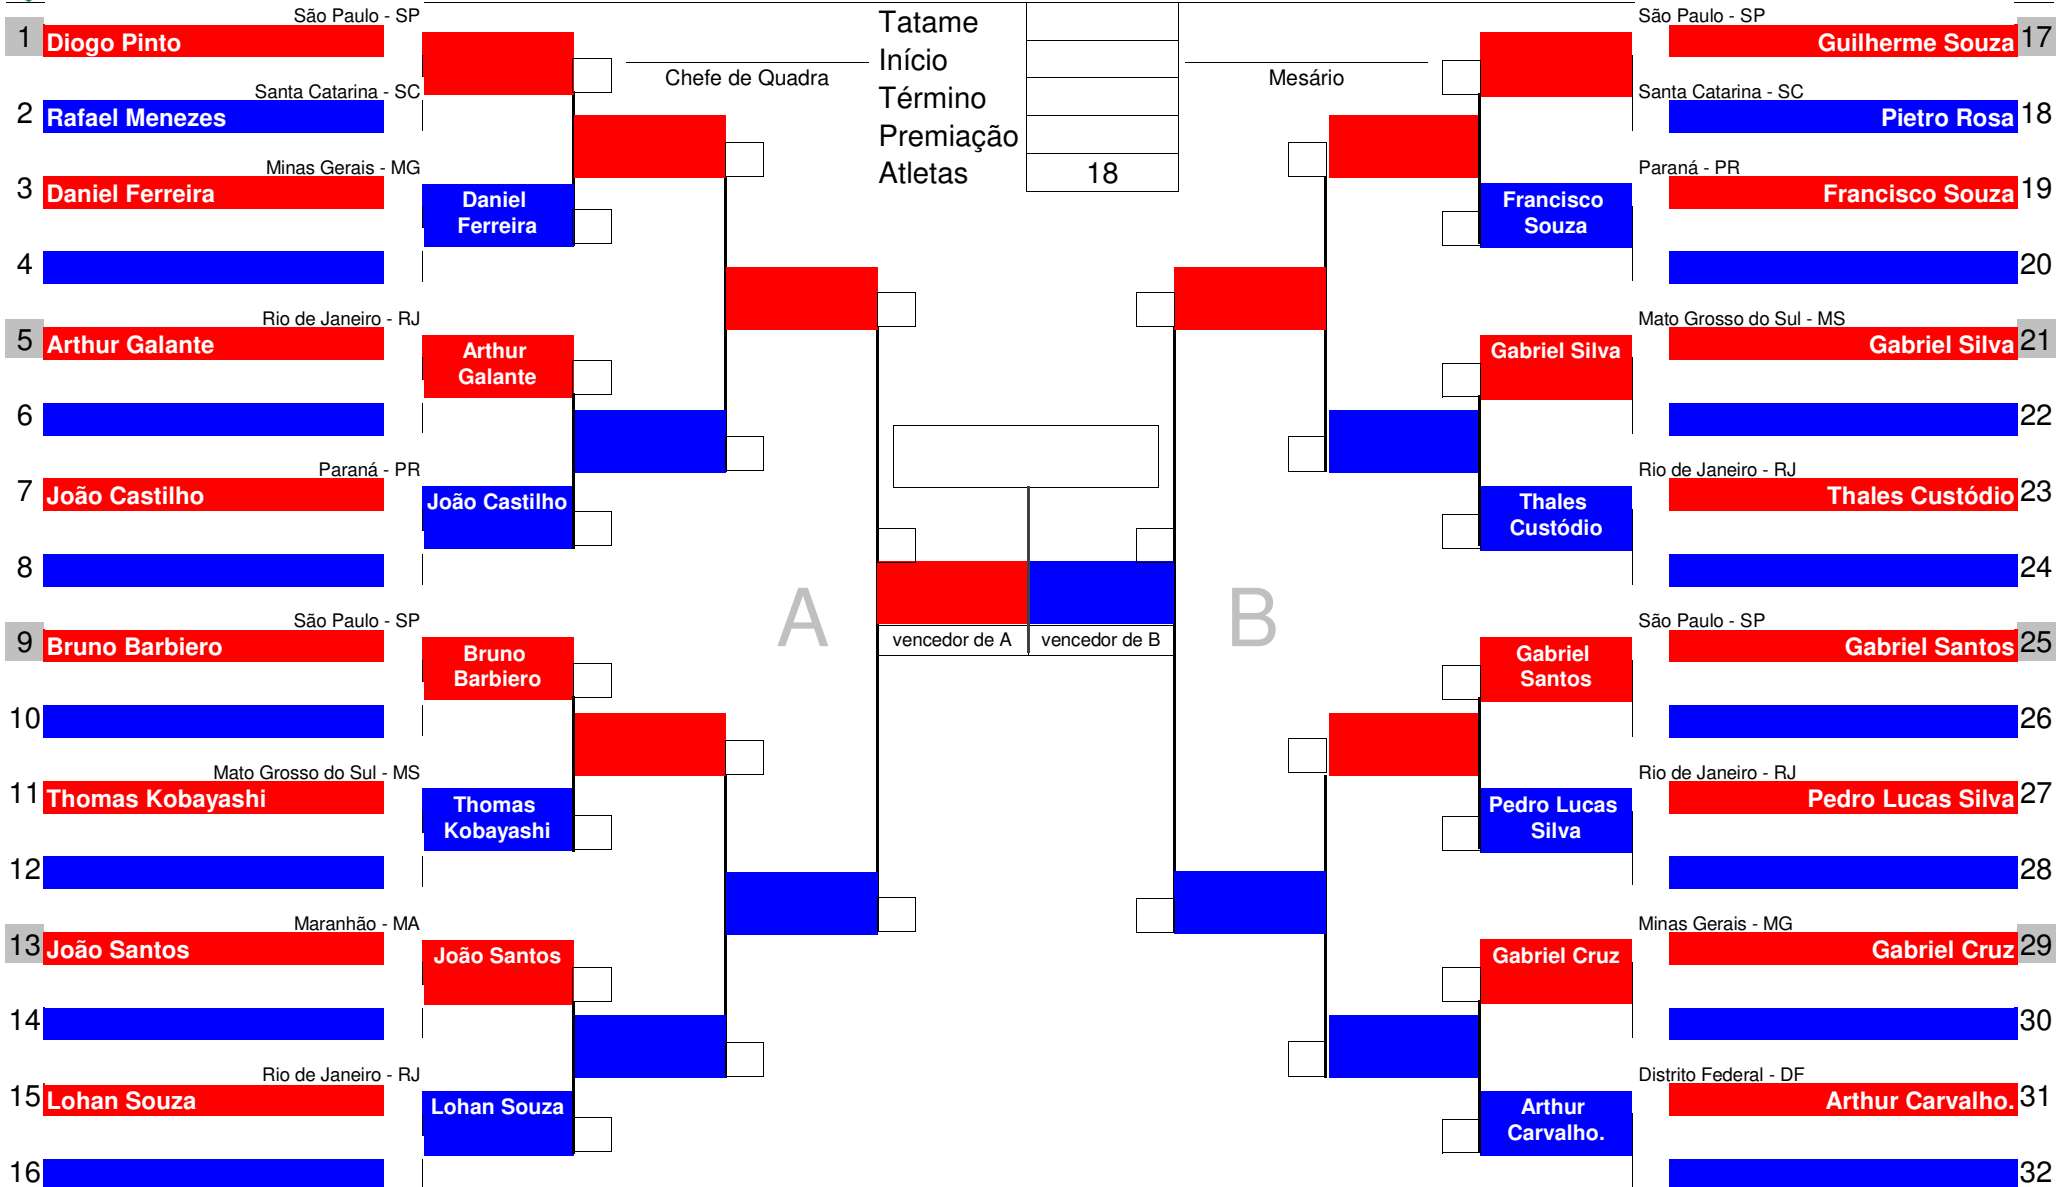 São Paulo - SP
1 Diogo Pinto
Santa Catarina - SC
2 Rafael Menezes
Minas Gerais - MG
3 Daniel Ferreira
4
Rio de Janeiro - RJ
5 Arthur Galante
6
Paraná - PR
7 João Castilho
8
São Paulo - SP
9 Bruno Barbiero
10
Mato Grosso do Sul - MS
11 Thomas Kobayashi
12
Maranhão - MA
13 João Santos
14
Rio de Janeiro - RJ
15 Lohan Souza
16
Daniel
Ferreira
Arthur
Galante
João Castilho
Bruno
Barbiero
Thomas
Kobayashi
João Santos
Lohan Souza
Chefe de Quadra
Tatame
Início
Término
Premiação
Atletas 18
Mesário
A
vencedor de A
vencedor de B
B
Francisco
Souza
Gabriel Silva
Thales
Custódio
Gabriel
Santos
Pedro Lucas
Silva
Gabriel Cruz
Arthur
Carvalho.
São Paulo - SP
Guilherme Souza 17
Santa Catarina - SC
Pietro Rosa 18
Paraná - PR
Francisco Souza 19
20
Mato Grosso do Sul - MS
Gabriel Silva 21
22
Rio de Janeiro - RJ
Thales Custódio 23
24
São Paulo - SP
Gabriel Santos 25
26
Rio de Janeiro - RJ
Pedro Lucas Silva 27
28
Minas Gerais - MG
Gabriel Cruz 29
30
Distrito Federal - DF
Arthur Carvalho. 31
32